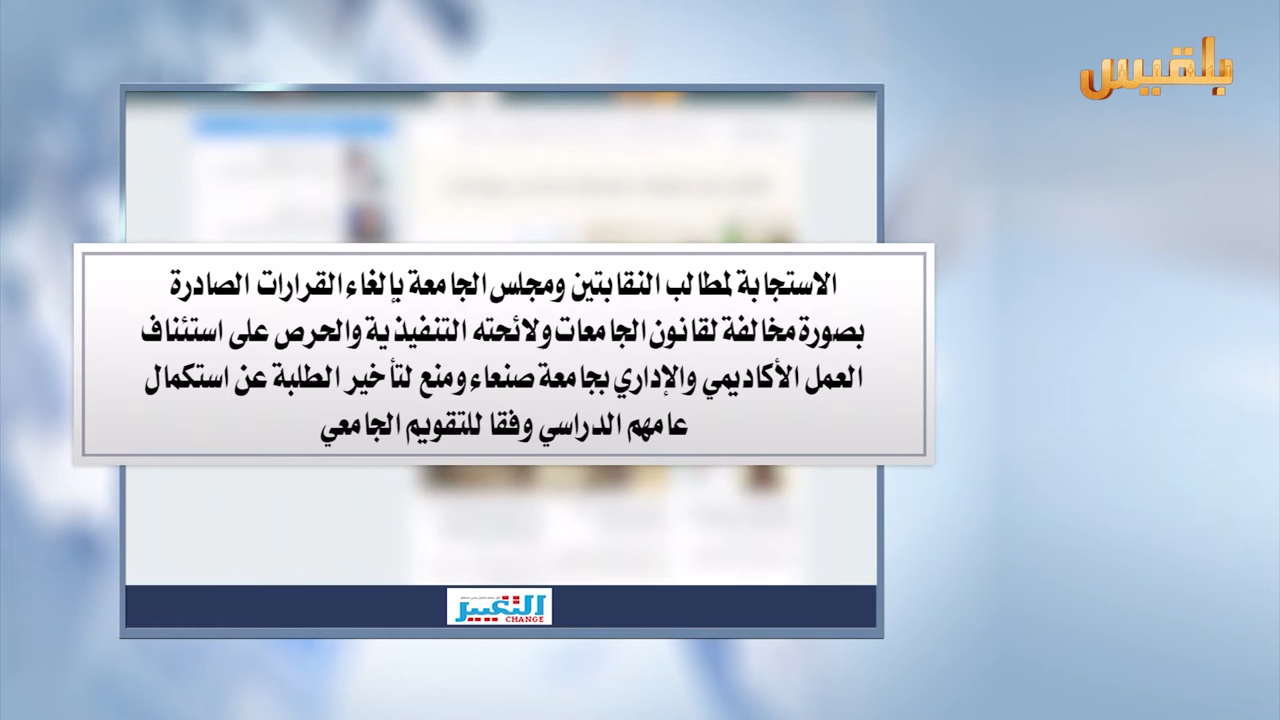 بلقيس
الاستجابة لمطالب النقابتين ومجلس الجامعة بإلغاء القرارات الصادرة
بصورة مخالفة لقانون الجامعات ولائحته التنفيذية والحرص على استئناف
العمل الأكاديمي والإداري بجامعة صنعاء ومنع لتأخير الطلبة عن استكمال
عامهم الدراسي وفقا للتقويم الجامعي
التغيير
CHANGE